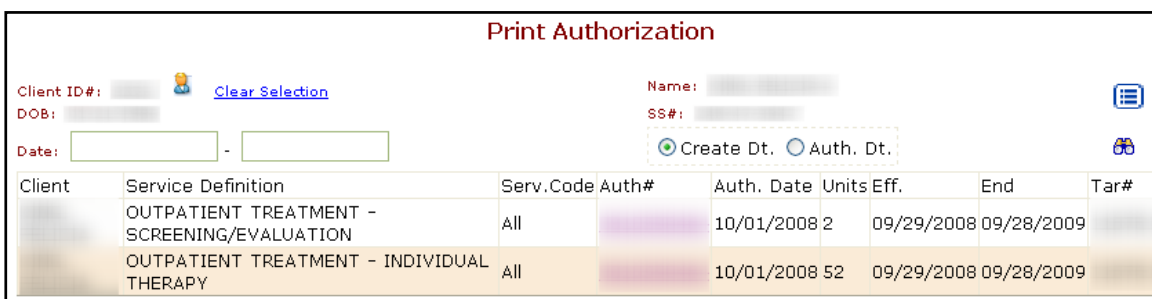 Print Authorization
Client ID#: Clear Selection Name:
DOB: SS#:
Date: - Create Dt. Auth. Dt.
Client Service Definition Serv.Code Auth# Auth. Date Units Eff. End Tar#
OUTPATIENT TREATMENT -
SCREENING/EVALUATION All 10/01/2008 2 09/29/2008 09/28/2009
OUTPATIENT TREATMENT - INDIVIDUAL
THERAPY All 10/01/2008 52 09/29/2008 09/28/2009